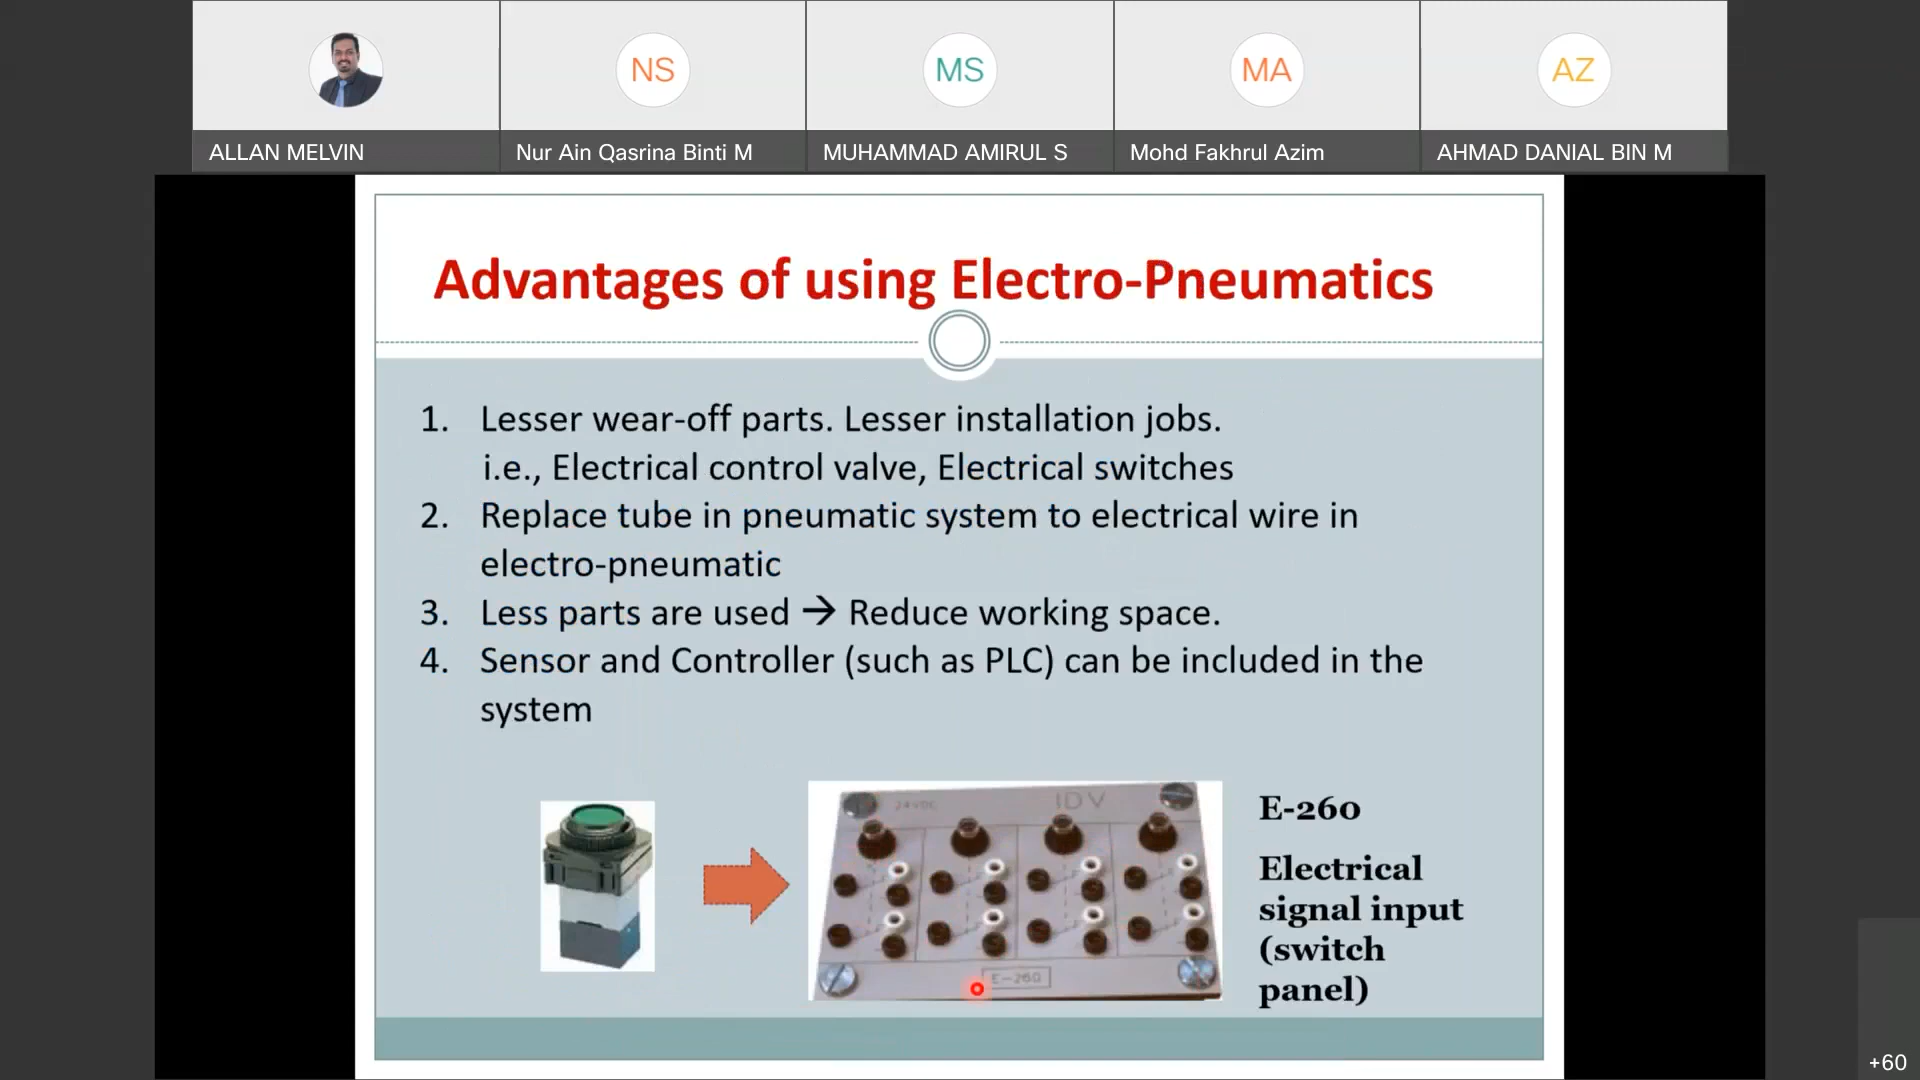 NS
MS
MA
AZ
ALLAN MELVIN
Nur Ain Qasrina Binti M
MUHAMMAD AMIRUL S
Mohd Fakhrul Azim
AHMAD DANIAL BIN M
Advantages of using Electro-Pneumatics
1. Lesser wear-off parts. Lesser installation jobs.
i.e., Electrical control valve, Electrical switches
2. Replace tube in pneumatic system to electrical wire in
electro-pneumatic
3. Less parts are used → Reduce working space.
4. Sensor and Controller (such as PLC) can be included in the
system
24VDC
IDV
E-260
E-260
Electrical
signal input
(switch
panel)
+60